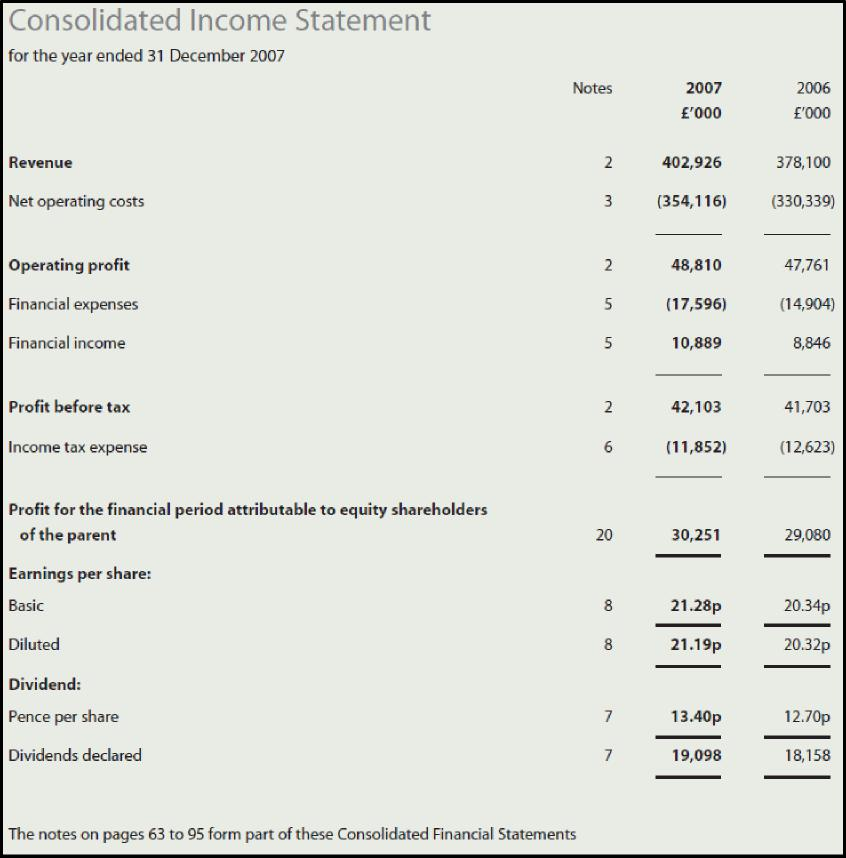 Consolidated Income Statement
for the year ended 31 December 2007
Notes 2007 2006
£'000 £'000
Revenue 2 402,926 378,100
Net operating costs 3 (354,116) (330,339)
Operating profit 2 48,810 47,761
Financial expenses 5 (17,596) (14,904)
Financial income 5 10,889 8,846
Profit before tax 2 42,103 41,703
Income tax expense 6 (11,852) (12,623)
Profit for the financial period attributable to equity shareholders
of the parent 20 30,251 29,080
Earnings per share:
Basic 8 21.28p 20.34p
Diluted 8 21.19p 20.32p
Dividend:
Pence per share 7 13.40p 12.70p
Dividends declared 7 19,098 18,158
The notes on pages 63 to 95 form part of these Consolidated Financial Statements